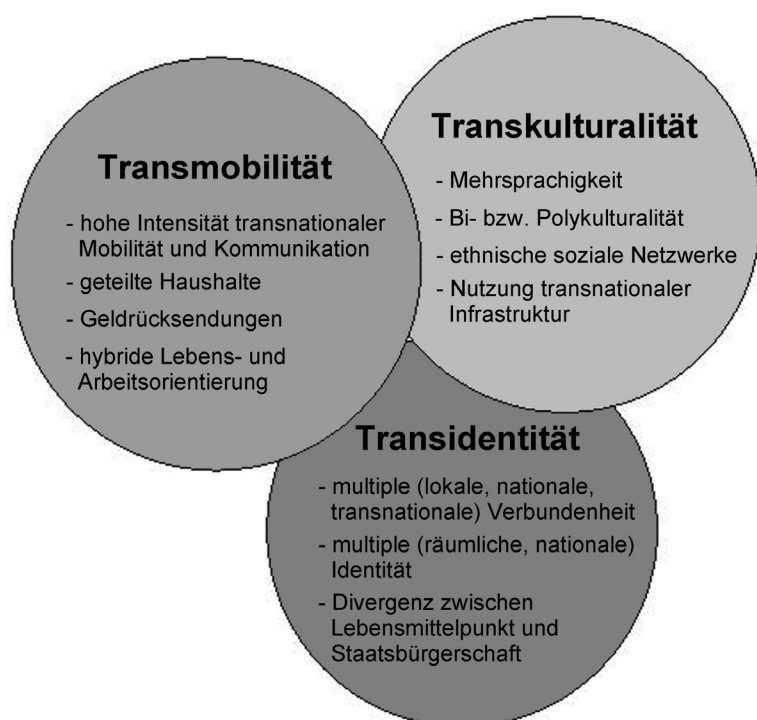 Transmobilität
- hohe Intensität transnationaler
Mobilität und Kommunikation
- geteilte Haushalte
- Geldrücksendungen
- hybride Lebens- und
Arbeitsorientierung
Transkulturalität
- Mehrsprachigkeit
- Bi- bzw. Polykulturalität
- ethnische soziale Netzwerke
- Nutzung transnationaler
Infrastruktur
Transidentität
- multiple (lokale, nationale,
transnationale) Verbundenheit
- multiple (räumliche, nationale)
Identität
- Divergenz zwischen
Lebensmittelpunkt und
Staatsbürgerschaft